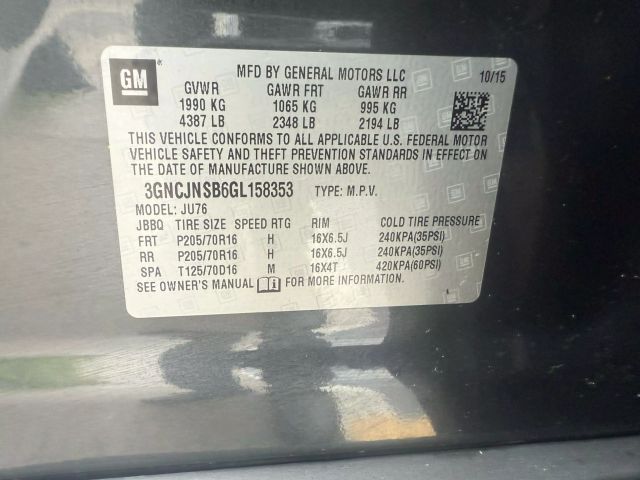 GM
MFD BY GENERAL MOTORS LLC 10/15
GVWR GAWR FRT GAWR RR
1990 KG 1065 KG 995 KG
4387 LB 2348 LB 2194 LB
THIS VEHICLE CONFORMS TO ALL APPLICABLE U.S. FEDERAL MOTOR
VEHICLE SAFETY AND THEFT PREVENTION STANDARDS IN EFFECT ON
THE DATE OF MANUFACTURE SHOWN ABOVE.
3GNCJNSB6GL158353 TYPE: M.P.V.
MODEL: JU76
JBBQ TIRE SIZE SPEED RTG RIM COLD TIRE PRESSURE
FRT P205/70R16 H 16X6.5J 240KPA(35PSI)
RR P205/70R16 H 16X6.5J 240KPA(35PSI)
SPA T125/70D16 M 16X4T 420KPA(60PSI)
SEE OWNER'S MANUAL FOR MORE INFORMATION.